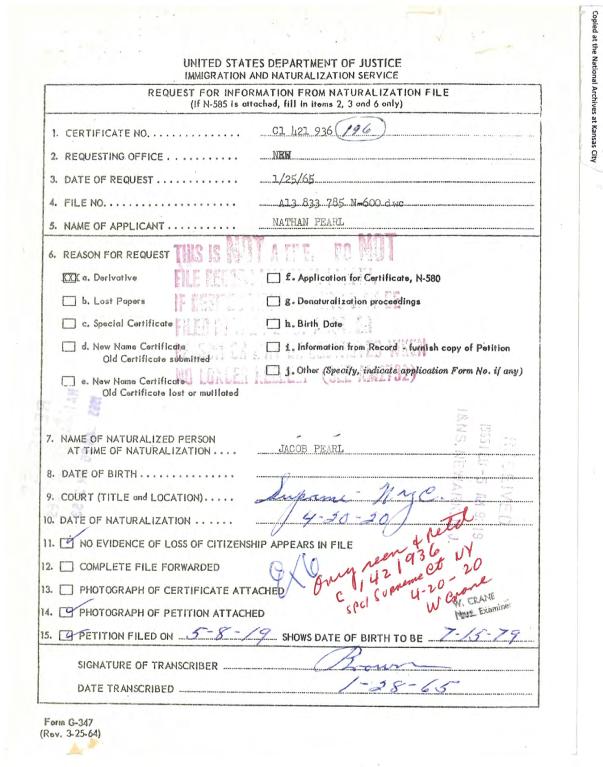 Copied at the National Archives at Kansas City
UNITED STATES DEPARTMENT OF JUSTICE
IMMIGRATION AND NATURALIZATION SERVICE
REQUEST FOR INFORMATION FROM NATURALIZATION FILE
(If N-585 is attached, fill in items 2, 3 and 6 only)
1. CERTIFICATE NO. C1 421 936 196
2. REQUESTING OFFICE NEW
3. DATE OF REQUEST 1/25/65
4. FILE NO. A13 833 785 N-600 dwc
5. NAME OF APPLICANT NATHAN PEARL
6. REASON FOR REQUEST
THIS IS NOT A FILE. DO NOT
XX a. Derivative
f. Application for Certificate, N-580
b. Lost Papers
g. Denaturalization proceedings
c. Special Certificate
h. Birth Date
d. New Name Certificate
Old Certificate submitted
i. Information from Record - furnish copy of Petition
e. New Name Certificate
Old Certificate lost or mutilated
j. Other (Specify, indicate application Form No. if any)
7. NAME OF NATURALIZED PERSON
AT TIME OF NATURALIZATION JACOB PEARL
8. DATE OF BIRTH
9. COURT (TITLE and LOCATION) Supreme - NYC.
10. DATE OF NATURALIZATION 4-20-20
11. NO EVIDENCE OF LOSS OF CITIZENSHIP APPEARS IN FILE
12. COMPLETE FILE FORWARDED
13. PHOTOGRAPH OF CERTIFICATE ATTACHED
14. PHOTOGRAPH OF PETITION ATTACHED
Orig seen & retd
C 1,421936
Spcl Supreme Ct NY
4-20-20
W Crane
W. CRANE
Examiner
15. PETITION FILED ON 5-8-19 SHOWS DATE OF BIRTH TO BE 7-15-79
SIGNATURE OF TRANSCRIBER Brown
DATE TRANSCRIBED 1-28-65
Form G-347
(Rev. 3-25-64)